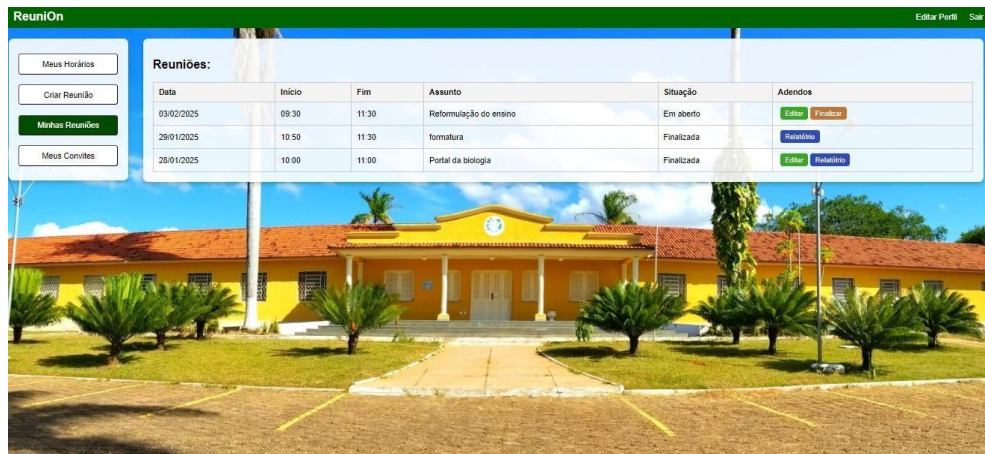 ReuniOn Editar Perfil Sair
Meus Horários
Criar Reunião
Minhas Reuniões
Meus Convites
Reuniões:
Data Início Fim Assunto Situação Adendos
03/02/2025 09:30 11:30 Reformulação do ensino Em aberto Editar Finalizar
29/01/2025 10:50 11:30 formatura Finalizada Relatótrio
28/01/2025 10:00 11:00 Portal da biologia Finalizada Editar Relatótrio